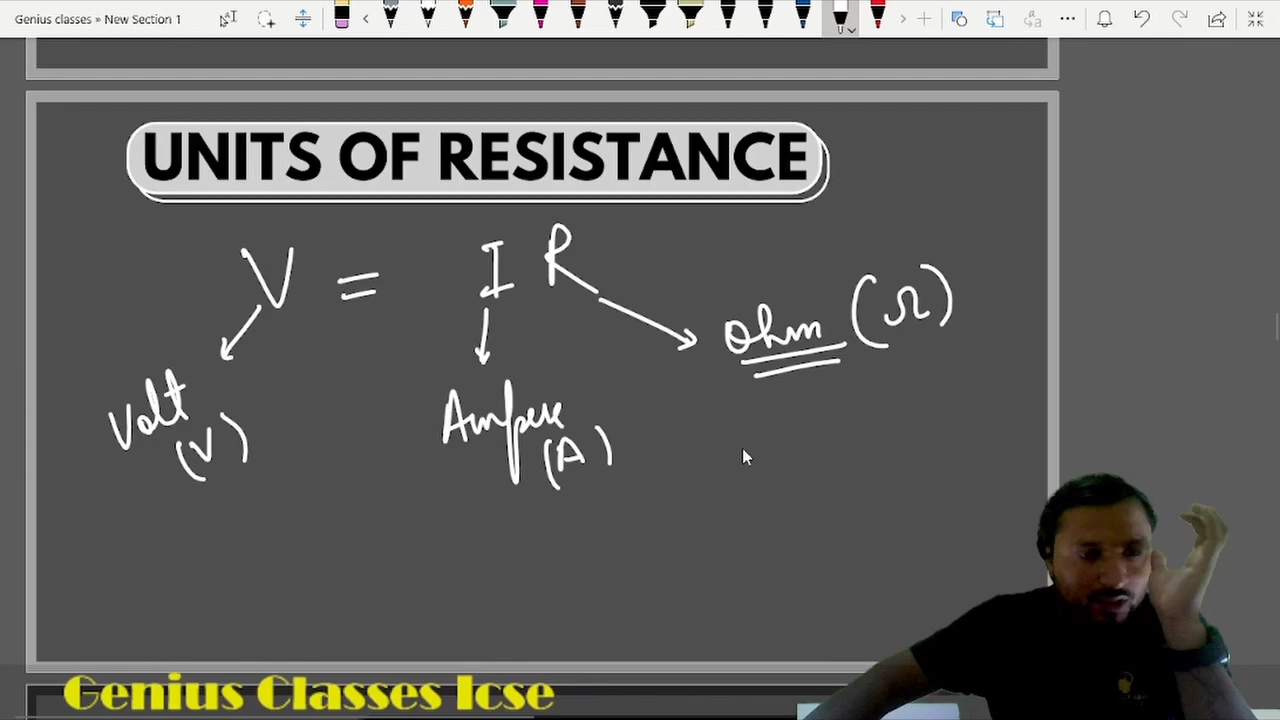 Genius classes » New Section 1
UNITS OF RESISTANCE
V = I R
ohm (Ω)
Volt
(V)
Ampere
(A)
Genius Classes Icse